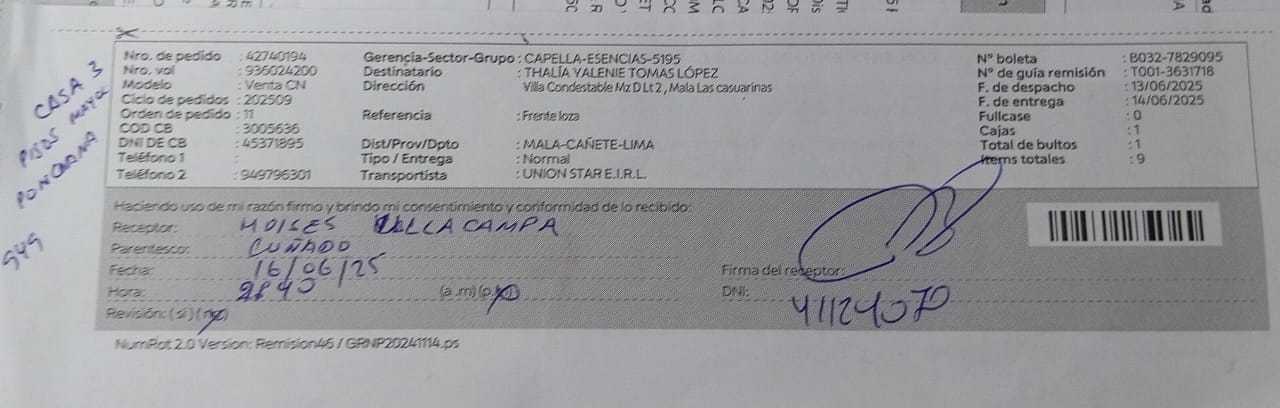 Nro. de pedido : 42740194
Nro. vol : 936024200
Modelo : Venta CN
Ciclo de pedidos : 202509
Orden de pedido : 11
COD CB : 3005636
DNI DE CB : 45371895
Teléfono 1 :
Teléfono 2 : 949796301
Gerencia-Sector-Grupo : CAPELLA-ESENCIAS-5195
Destinatario : THALÍA YALENIE TOMAS LÓPEZ
Dirección : Villa Condestable Mz D Lt 2 , Mala Las casuarinas
Referencia : Frente loza
Dist/Prov/Dpto : MALA-CAÑETE-LIMA
Tipo / Entrega : Normal
Transportista : UNION STAR E.I.R.L.
N° boleta : B032-7829095
N° de guía remisión : T001-3631718
F. de despacho : 13/06/2025
F. de entrega : 14/06/2025
Fullcase : 0
Cajas : 1
Total de bultos : 1
Items totales : 9
CASA 3
PISOS
949
Haciendo uso de mi razón firmo y brindo mi consentimiento y conformidad de lo recibido:
Receptor: MOISES VILLACAMPA
Parentesco: CUÑADO
Fecha: 16/06/25
Hora: (a .m) (p.m)
Revisión: ( si ) ( no )
Firma del receptor:
DNI: 41124070
NumRot 2.0 Version: Remision46 / GRNP20241114.ps